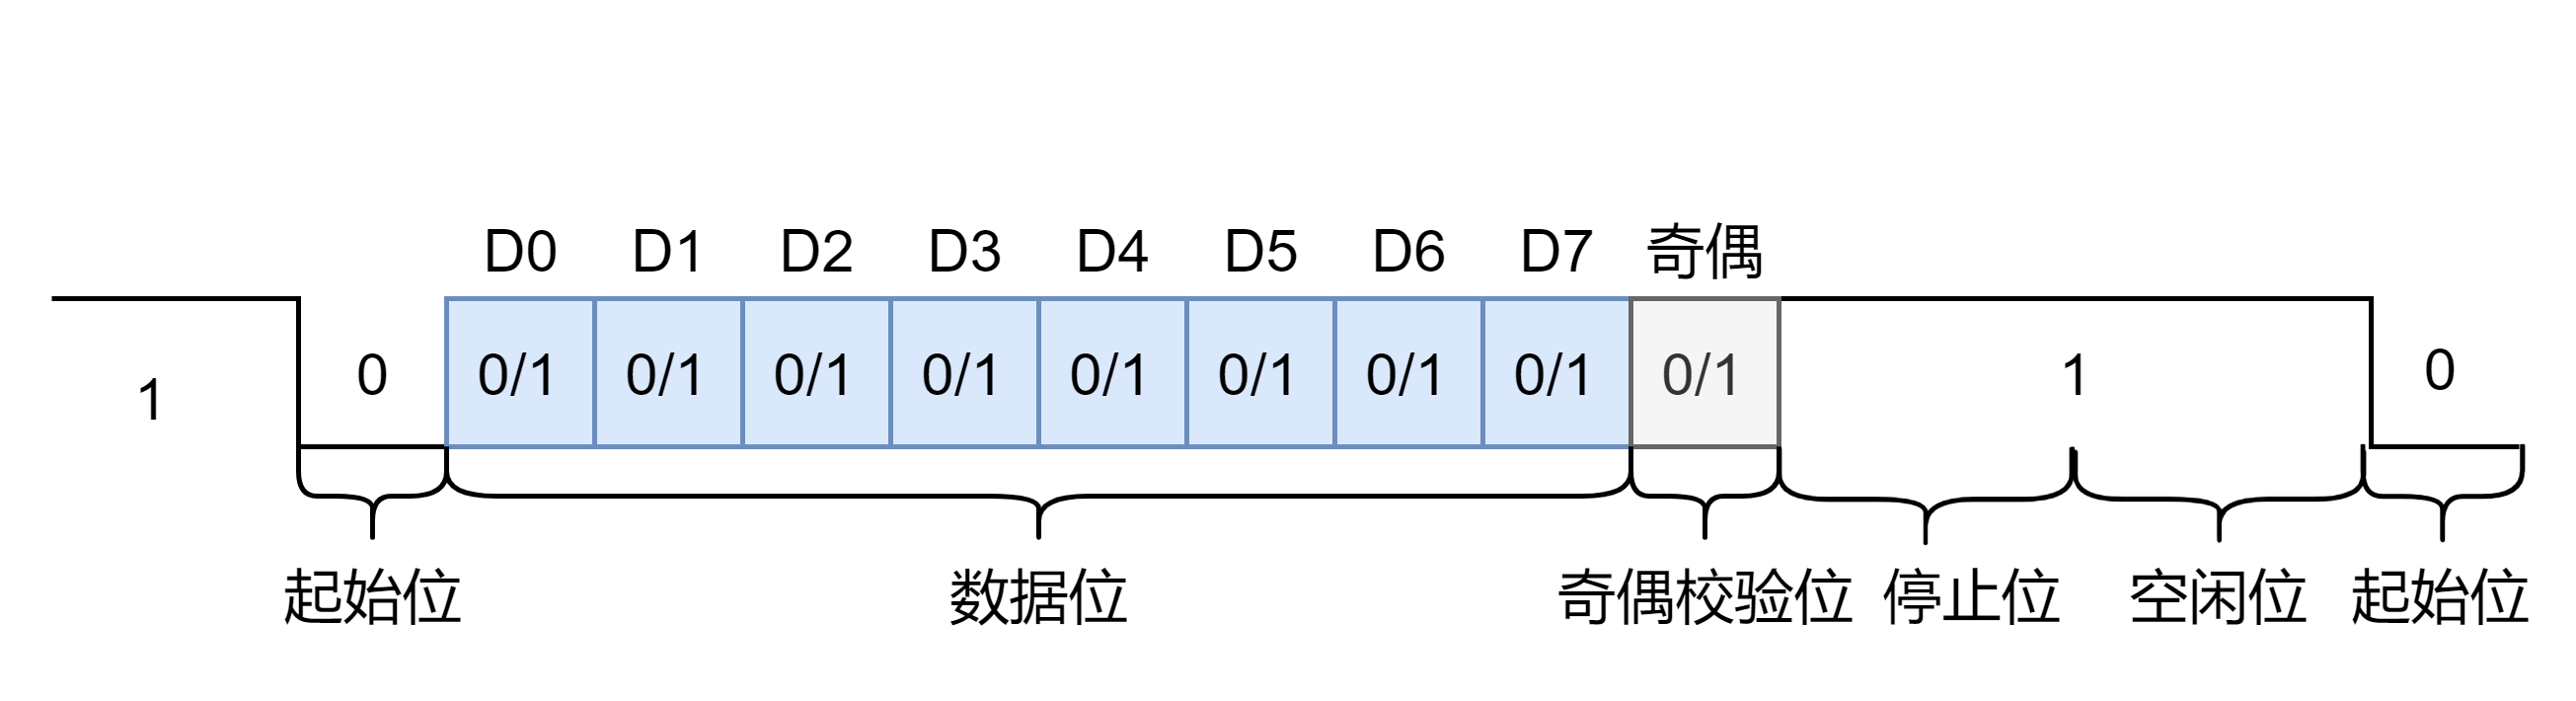 D0 D1 D2 D3 D4 D5 D6 D7 奇偶
1 0 0/1 0/1 0/1 0/1 0/1 0/1 0/1 0/1 0/1 1 0
起始位 数据位 奇偶校验位 停止位 空闲位 起始位